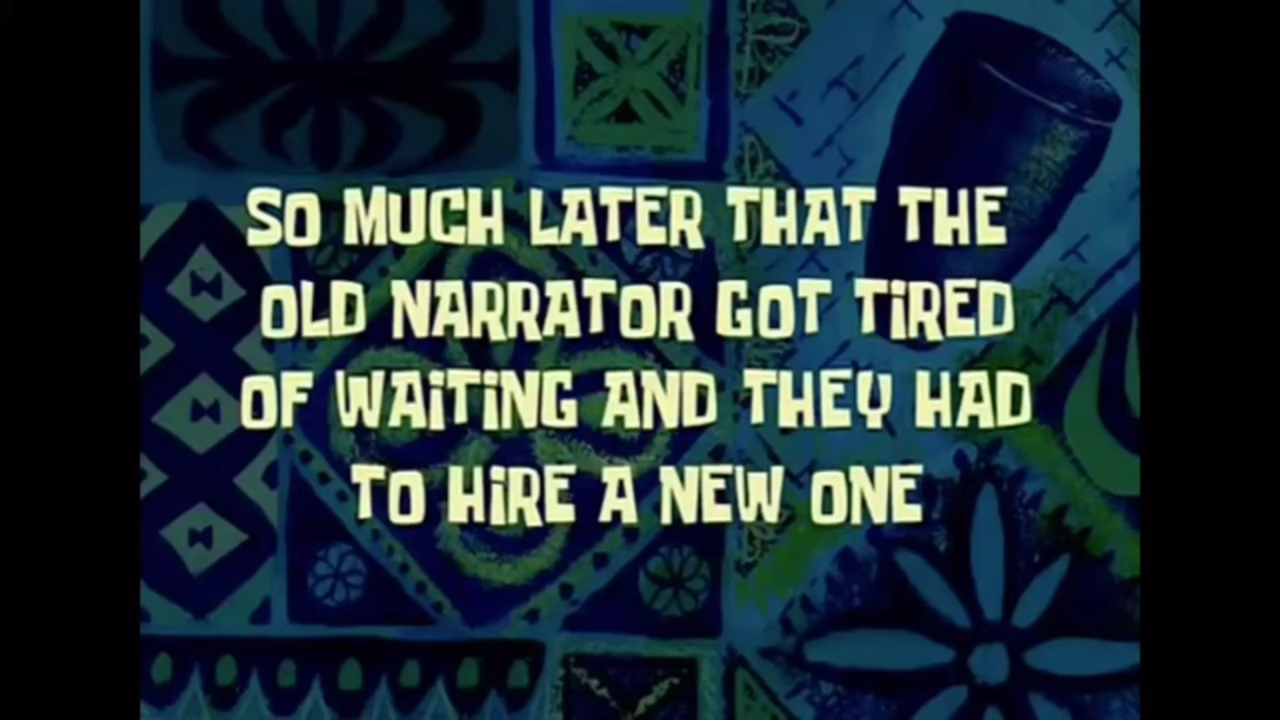 SO MUCH LATER THAT THE
OLD NARRATOR GOT TiRED
OF WAiTiNG AND THEY HAD
TO HiRE A NEW ONE